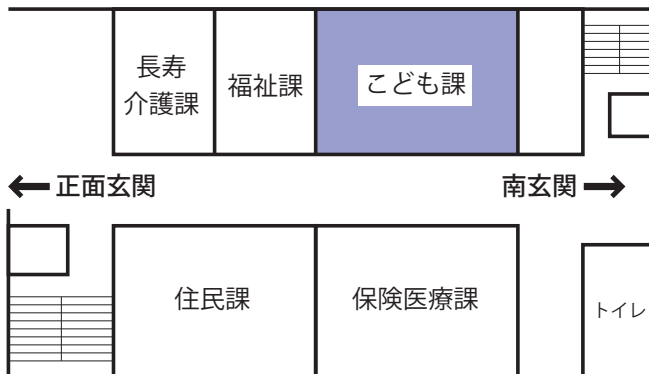 長寿
介護課
福祉課
こども課
← 正面玄関
南玄関 →
住民課
保険医療課
トイレ